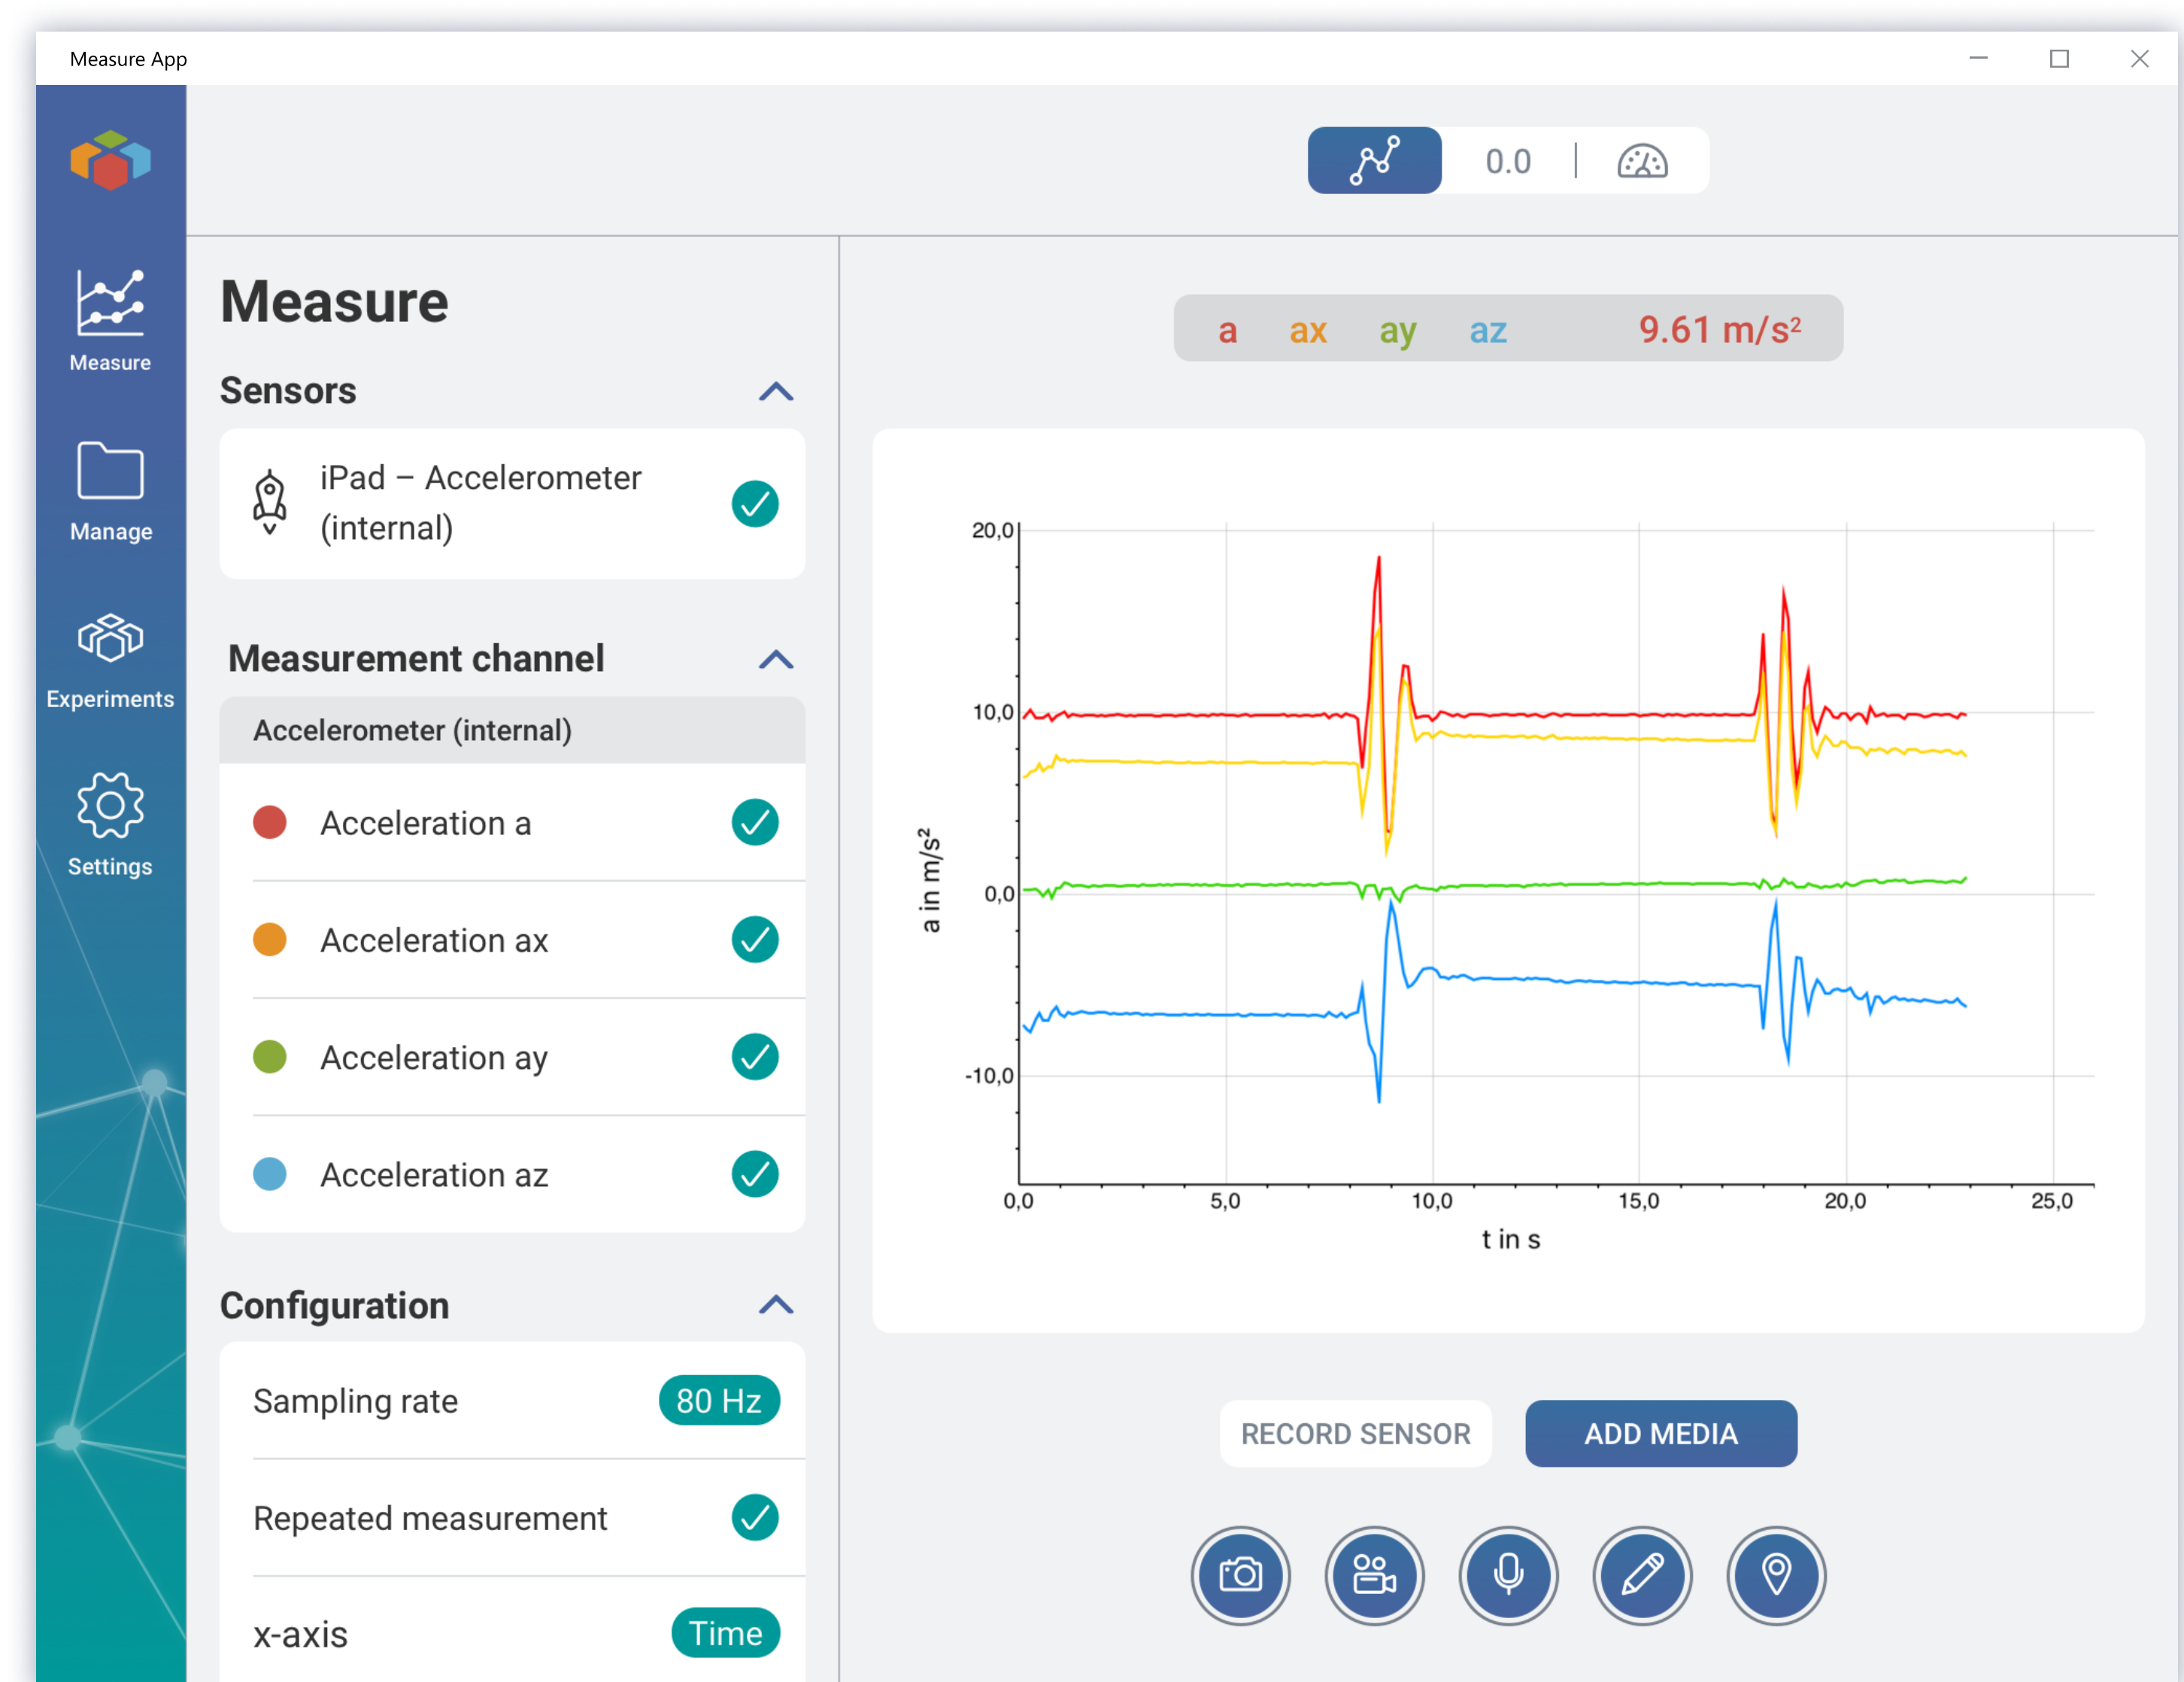 Measure App
0.0
Measure
Manage
Experiments
Settings
Measure
Sensors
iPad – Accelerometer
(internal)
Measurement channel
Accelerometer (internal)
Acceleration a
Acceleration ax
Acceleration ay
Acceleration az
Configuration
Sampling rate 80 Hz
Repeated measurement
x-axis Time
a ax ay az 9.61 m/s²
20,0
10,0
0,0
-10,0
a in m/s²
0,0 5,0 10,0 15,0 20,0 25,0
t in s
RECORD SENSOR ADD MEDIA